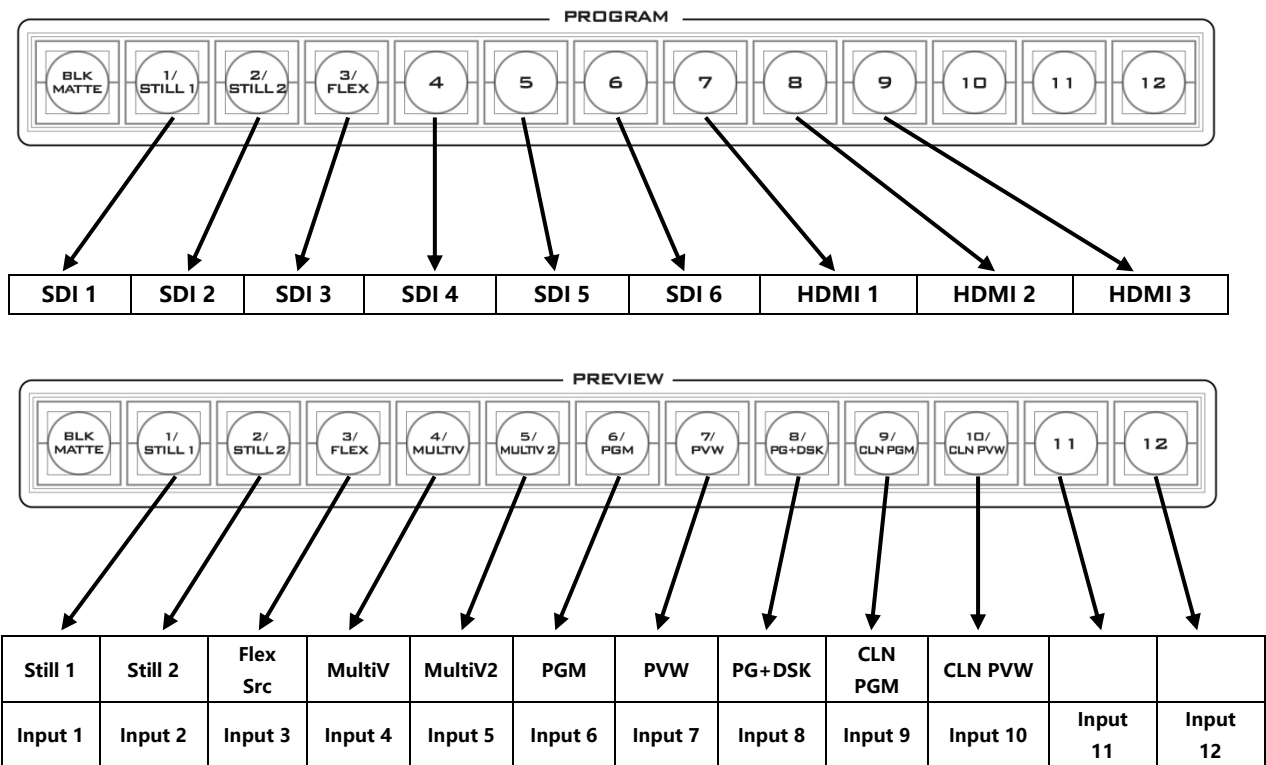 PROGRAM
BLK MATTE 1/ STILL 1 2/ STILL 2 3/ FLEX 4 5 6 7 8 9 10 11 12
SDI 1 SDI 2 SDI 3 SDI 4 SDI 5 SDI 6 HDMI 1 HDMI 2 HDMI 3
PREVIEW
BLK MATTE 1/ STILL 1 2/ STILL 2 3/ FLEX 4/ MULTIV 5/ MULTIV 2 6/ PGM 7/ PVW 8/ PG+DSK 9/ CLN PGM 10/ CLN PVW 11 12
Still 1 Still 2 Flex Src MultiV MultiV2 PGM PVW PG+DSK CLN PGM CLN PVW
Input 1 Input 2 Input 3 Input 4 Input 5 Input 6 Input 7 Input 8 Input 9 Input 10 Input 11 Input 12